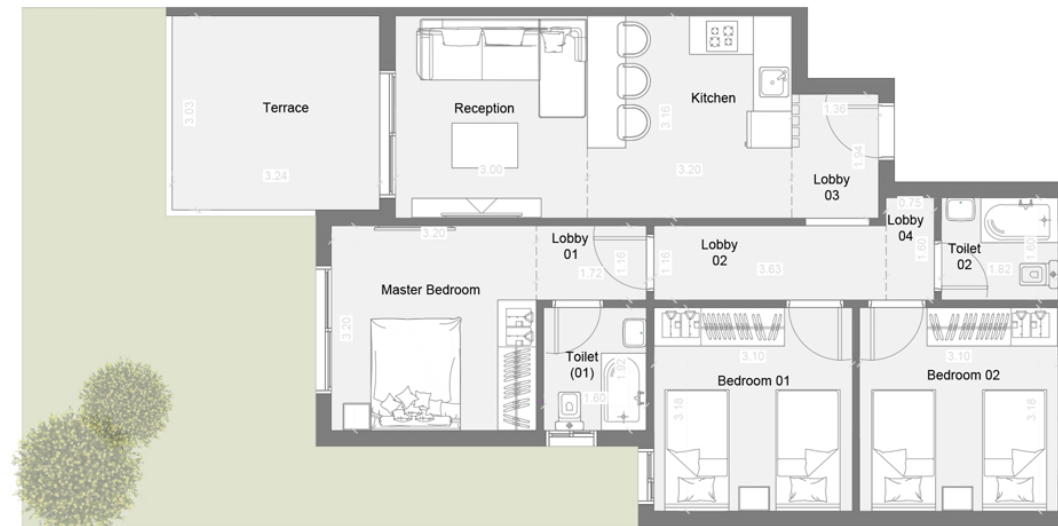 Terrace
3.03
3.24
Reception
3.00
Kitchen
3.16
3.20
1.36
1.94
Lobby
03
0.75
Lobby
04
1.60
Toilet
02
1.82
1.60
3.20
Lobby
01
1.72
1.16
1.16
Lobby
02
3.63
Master Bedroom
3.20
Toilet
(01)
1.92
1.60
3.10
Bedroom 01
3.18
3.10
Bedroom 02
3.18